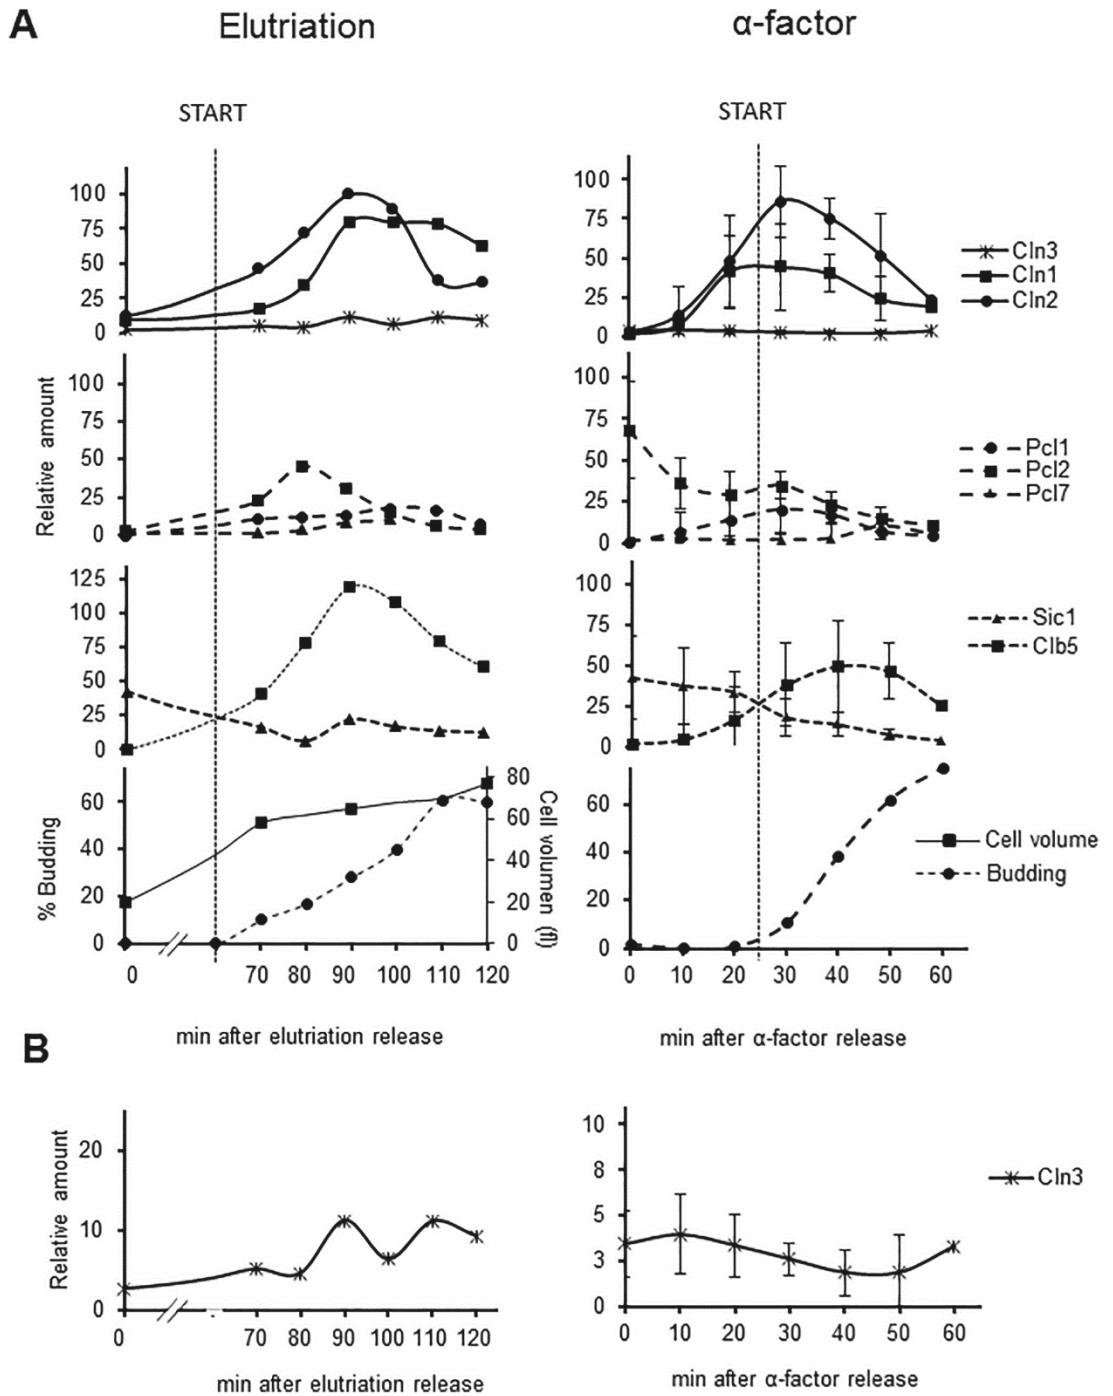 A
Elutriation
α-factor
START
START
100
75
50
25
0
100
75
50
25
0
Cln3
Cln1
Cln2
Relative amount
100
75
50
25
0
100
75
50
25
0
Pcl1
Pcl2
Pcl7
125
100
75
50
25
0
100
75
50
25
0
Sic1
Clb5
% Budding
60
40
20
0
80
60
40
20
0
Cell volumen (fl)
60
40
20
0
Cell volume
Budding
0 70 80 90 100 110 120
0 10 20 30 40 50 60
min after elutriation release
min after α-factor release
B
Relative amount
20
10
0
10
8
5
3
0
Cln3
0 70 80 90 100 110 120
0 10 20 30 40 50 60
min after elutriation release
min after α-factor release